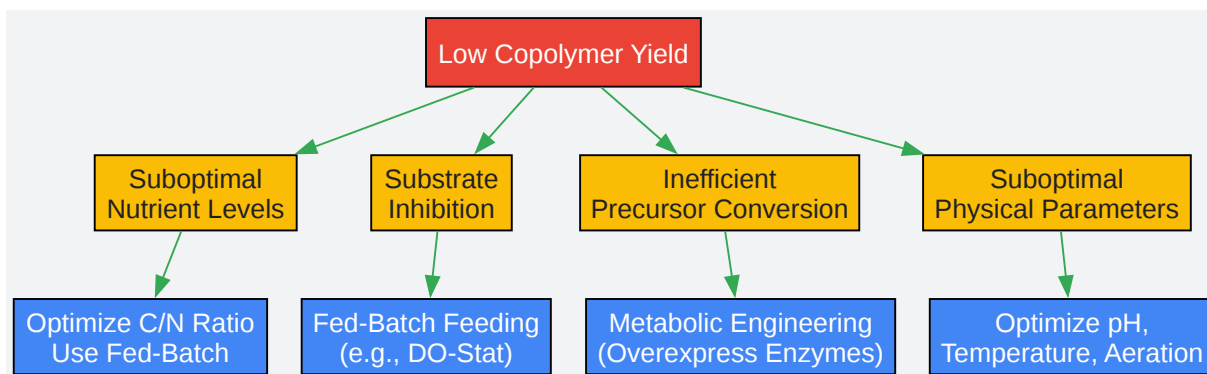 Low Copolymer Yield
Suboptimal
Nutrient Levels
Substrate
Inhibition
Inefficient
Precursor Conversion
Suboptimal
Physical Parameters
Optimize C/N Ratio
Use Fed-Batch
Fed-Batch Feeding
(e.g., DO-Stat)
Metabolic Engineering
(Overexpress Enzymes)
Optimize pH,
Temperature, Aeration